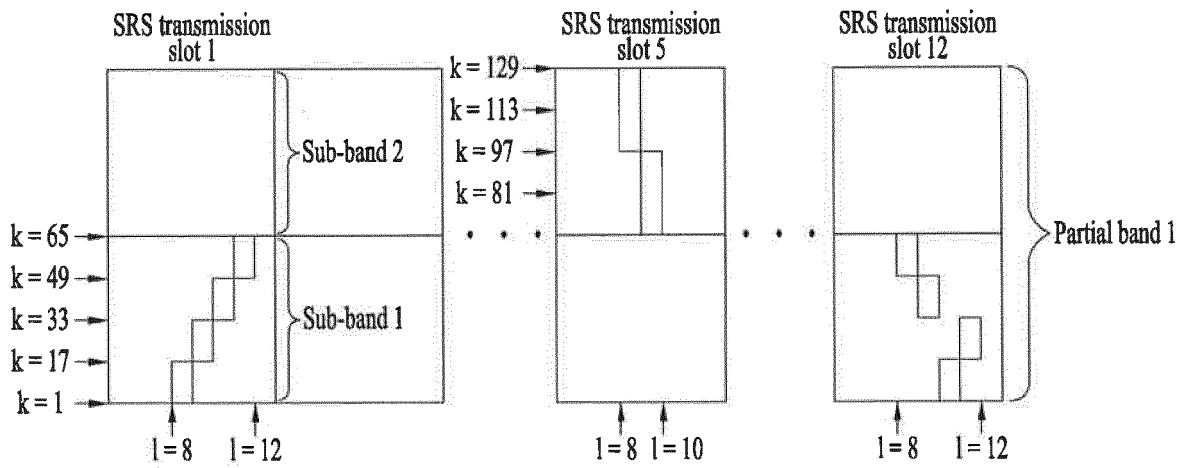 SRS transmission
slot 1
SRS transmission
slot 5
SRS transmission
slot 12
k = 129
k = 113
k = 97
k = 81
Sub-band 2
k = 65
k = 49
k = 33
k = 17
k = 1
Sub-band 1
Partial band 1
l = 8
l = 12
l = 8
l = 10
l = 8
l = 12